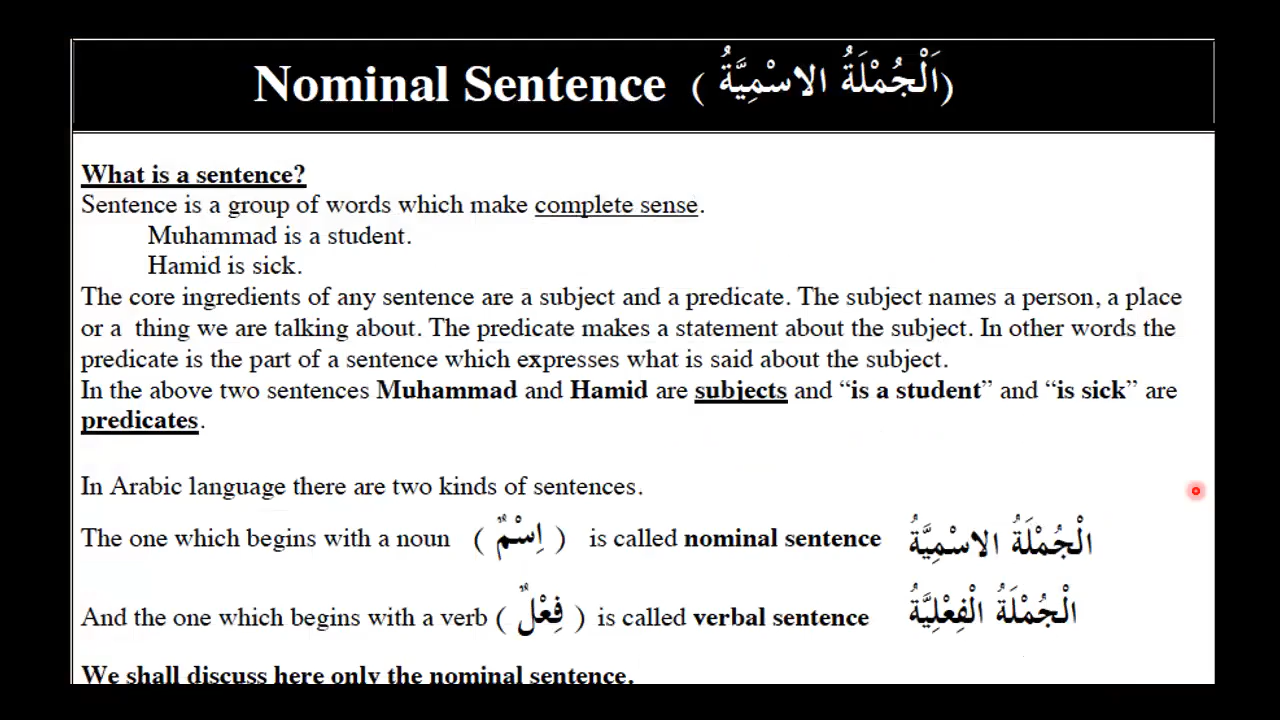 Nominal Sentence (اَلْجُمْلَةُ الاسْمِيَّةُ)
What is a sentence?
Sentence is a group of words which make complete sense.
Muhammad is a student.
Hamid is sick.
The core ingredients of any sentence are a subject and a predicate. The subject names a person, a place
or a thing we are talking about. The predicate makes a statement about the subject. In other words the
predicate is the part of a sentence which expresses what is said about the subject.
In the above two sentences Muhammad and Hamid are subjects and “is a student” and “is sick” are
predicates.
In Arabic language there are two kinds of sentences.
The one which begins with a noun (اِسْمٌ) is called nominal sentence الْجُمْلَةُ الاسْمِيَّةُ
And the one which begins with a verb (فِعْلٌ) is called verbal sentence الْجُمْلَةُ الْفِعْلِيَّةُ
We shall discuss here only the nominal sentence.